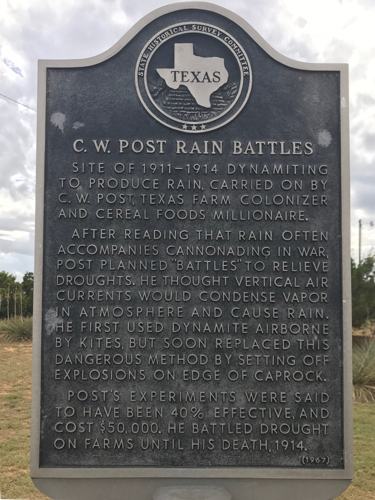 STATE HISTORICAL SURVEY COMMITTEE
TEXAS
C. W. POST RAIN BATTLES
SITE OF 1911–1914 DYNAMITING
TO PRODUCE RAIN, CARRIED ON BY
C. W. POST, TEXAS FARM COLONIZER
AND CEREAL FOODS MILLIONAIRE.
AFTER READING THAT RAIN OFTEN
ACCOMPANIES CANNONADING IN WAR,
POST PLANNED "BATTLES" TO RELIEVE
DROUGHTS. HE THOUGHT VERTICAL AIR
CURRENTS WOULD CONDENSE VAPOR
IN ATMOSPHERE AND CAUSE RAIN.
HE FIRST USED DYNAMITE AIRBORNE
BY KITES, BUT SOON REPLACED THIS
DANGEROUS METHOD BY SETTING OFF
EXPLOSIONS ON EDGE OF CAPROCK.
POST'S EXPERIMENTS WERE SAID
TO HAVE BEEN 40% EFFECTIVE, AND
COST $50,000. HE BATTLED DROUGHT
ON FARMS UNTIL HIS DEATH, 1914.
(1967)